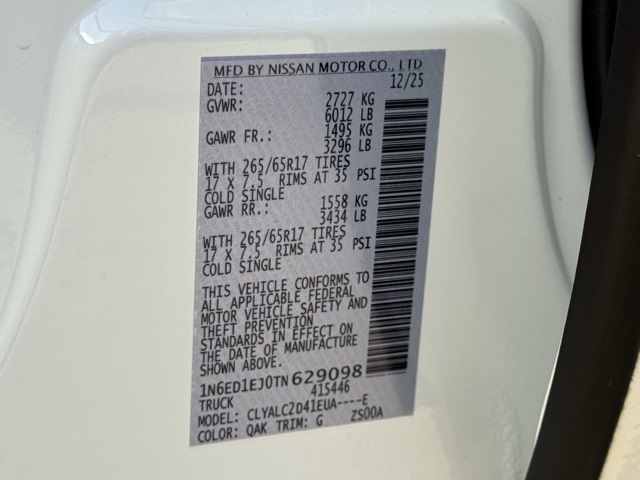 MFD BY NISSAN MOTOR CO., LTD
DATE: 12/25
GVWR: 2727 KG
6012 LB
GAWR FR.: 1495 KG
3296 LB
WITH 265/65R17 TIRES
17 X 7.5 RIMS AT 35 PSI
COLD SINGLE
GAWR RR.: 1558 KG
3434 LB
WITH 265/65R17 TIRES
17 X 7.5 RIMS AT 35 PSI
COLD SINGLE
THIS VEHICLE CONFORMS TO
ALL APPLICABLE FEDERAL
MOTOR VEHICLE SAFETY AND
THEFT PREVENTION
STANDARDS IN EFFECT ON
THE DATE OF MANUFACTURE
SHOWN ABOVE.
1N6ED1EJ0TN629098
TRUCK 415446
MODEL: CLYALC2D41EUA----E
COLOR: QAK TRIM: G ZS00A